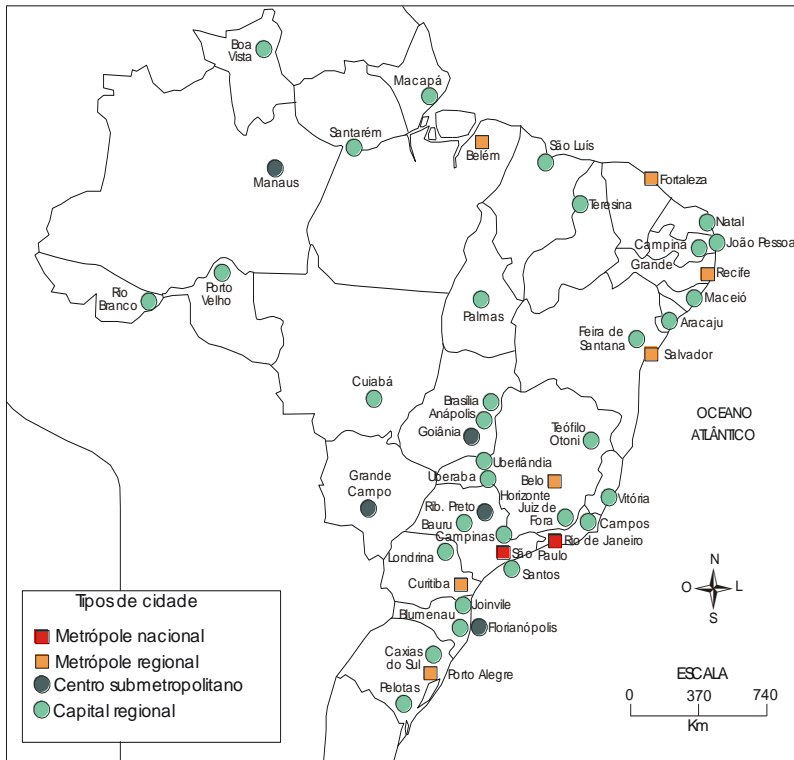 Boa
Vista
Macapá
Santarém
Belém
São Luís
Manaus
Fortaleza
Teresina
Natal
Campina
Grande
João Pessoa
Recife
Rio
Branco
Porto
Velho
Palmas
Maceió
Aracaju
Feira de
Santana
Salvador
Cuiabá
Brasília
Anápolis
Goiânia
Teófilo
Otoni
OCEANO
ATLÂNTICO
Uberlândia
Uberaba
Grande
Campo
Belo
Horizonte
Vitória
Rib. Preto
Juiz de
Fora
Bauru
Campinas
Campos
Londrina
São Paulo
Rio de Janeiro
Santos
Curitiba
Joinvile
Blumenau
Florianópolis
Caxias
do Sul
Porto Alegre
Pelotas
N
O L
S
ESCALA
0 370 740
Km
Tipos de cidade
Metrópole nacional
Metrópole regional
Centro submetropolitano
Capital regional